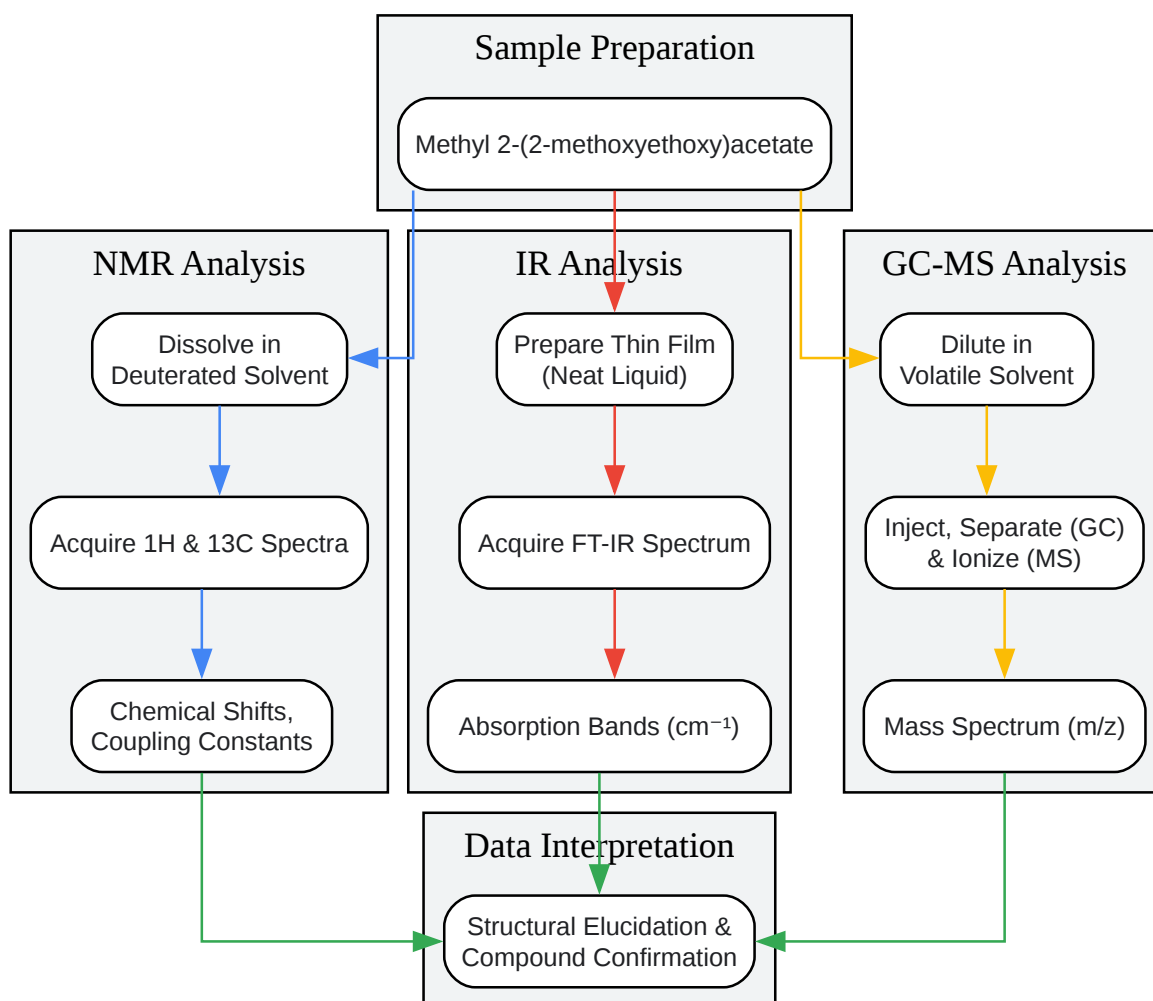 Sample Preparation
Methyl 2-(2-methoxyethoxy)acetate
NMR Analysis
Dissolve in
Deuterated Solvent
Acquire 1H & 13C Spectra
Chemical Shifts,
Coupling Constants
IR Analysis
Prepare Thin Film
(Neat Liquid)
Acquire FT-IR Spectrum
Absorption Bands (cm⁻¹)
GC-MS Analysis
Dilute in
Volatile Solvent
Inject, Separate (GC)
& Ionize (MS)
Mass Spectrum (m/z)
Data Interpretation
Structural Elucidation &
Compound Confirmation